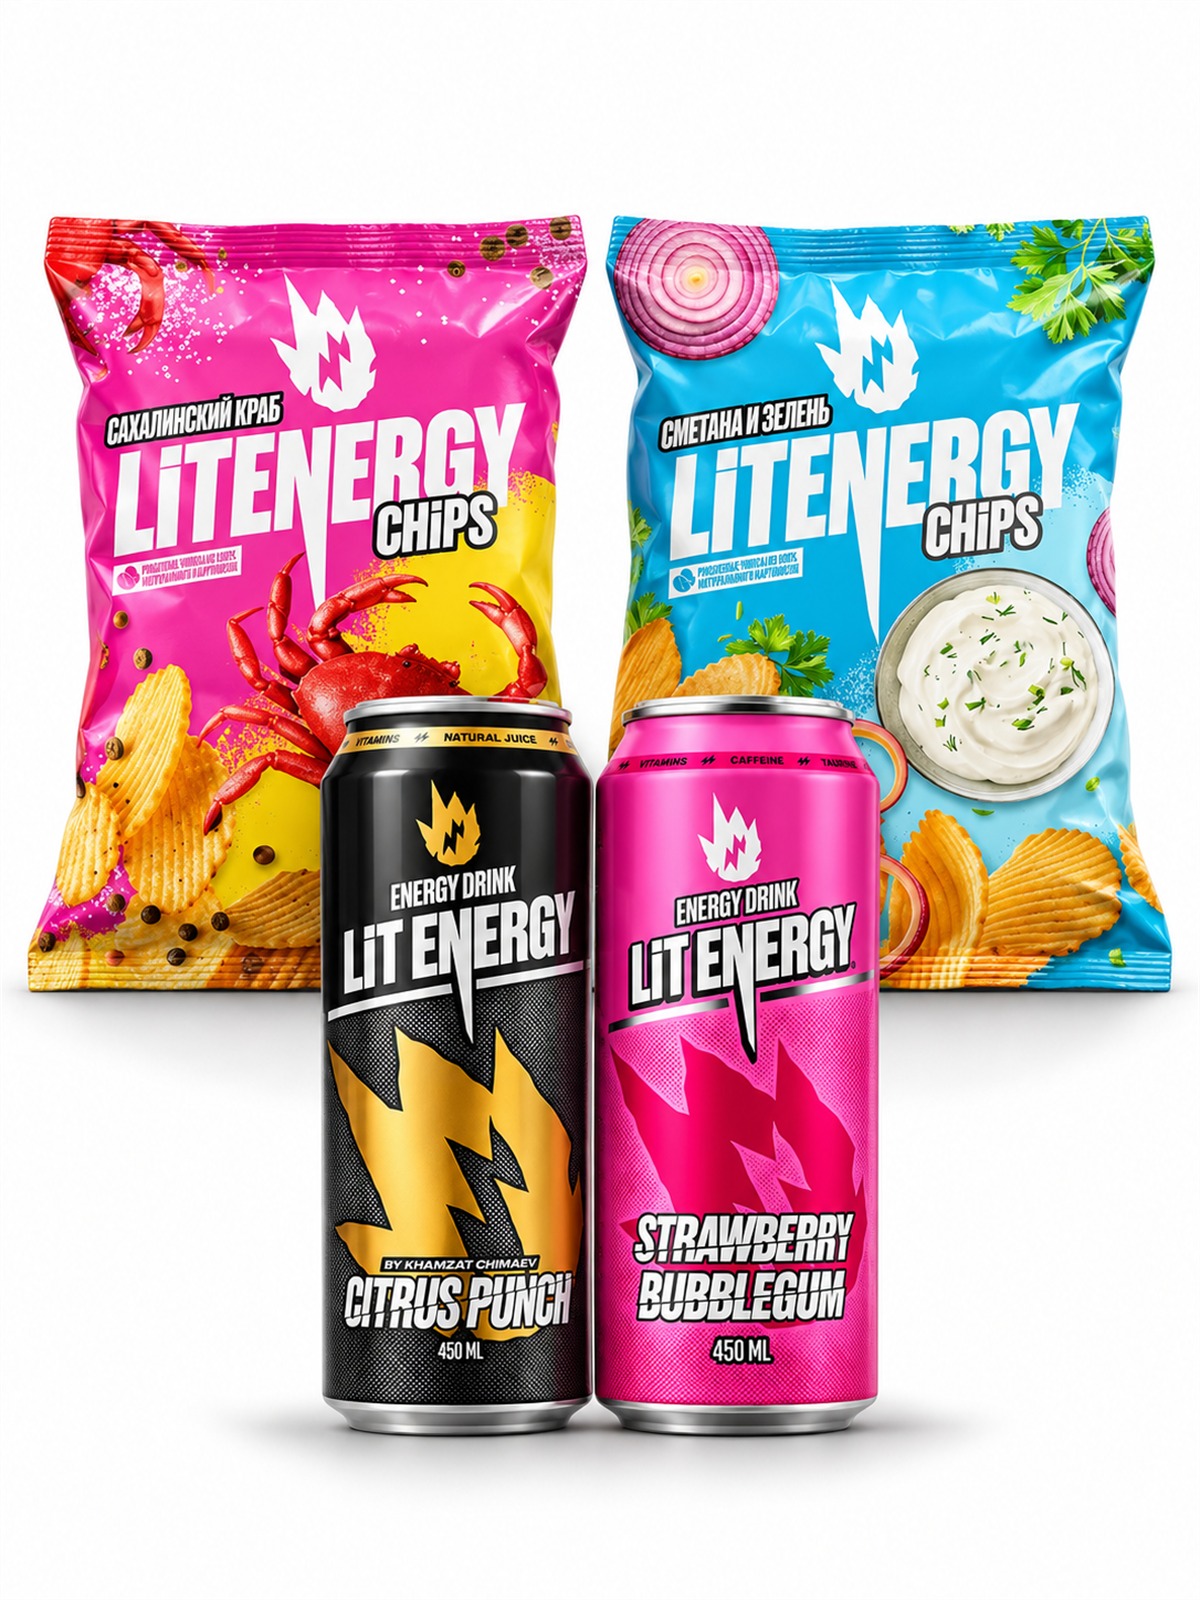 САХАЛИНСКИЙ КРАБ
LiTENERGY
CHiPS
СМЕТАНА И ЗЕЛЕНЬ
LiTENERGY
CHiPS
VITAMINS NATURAL JUICE
ENERGY DRINK
LiT ENERGY
BY KHAMZAT CHIMAEV
CITRUS PUNCH
450 ML
VITAMINS CAFFEINE TAURINE
ENERGY DRINK
LiT ENERGY
STRAWBERRY
BUBBLEGUM
450 ML